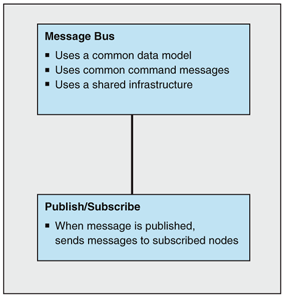 Message Bus
▪ Uses a common data model
▪ Uses common command messages
▪ Uses a shared infrastructure
Publish/Subscribe
▪ When message is published,
sends messages to subscribed nodes